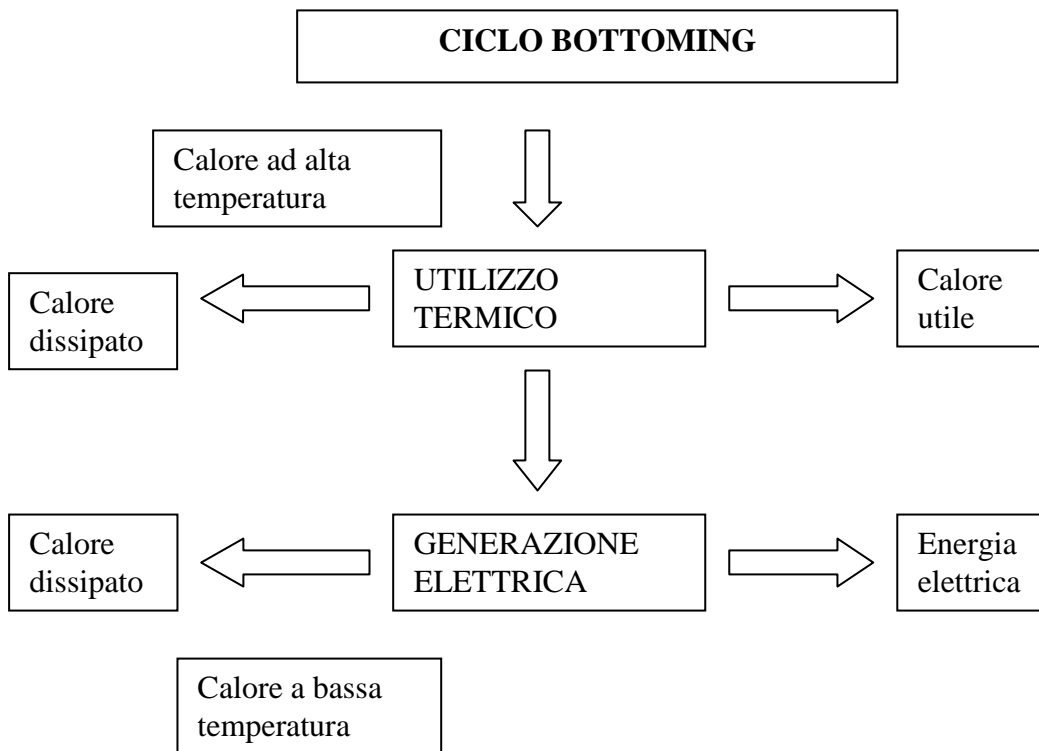 CICLO BOTTOMING
Calore ad alta
temperatura
Calore
dissipato
UTILIZZO
TERMICO
Calore
utile
Calore
dissipato
GENERAZIONE
ELETTRICA
Energia
elettrica
Calore a bassa
temperatura